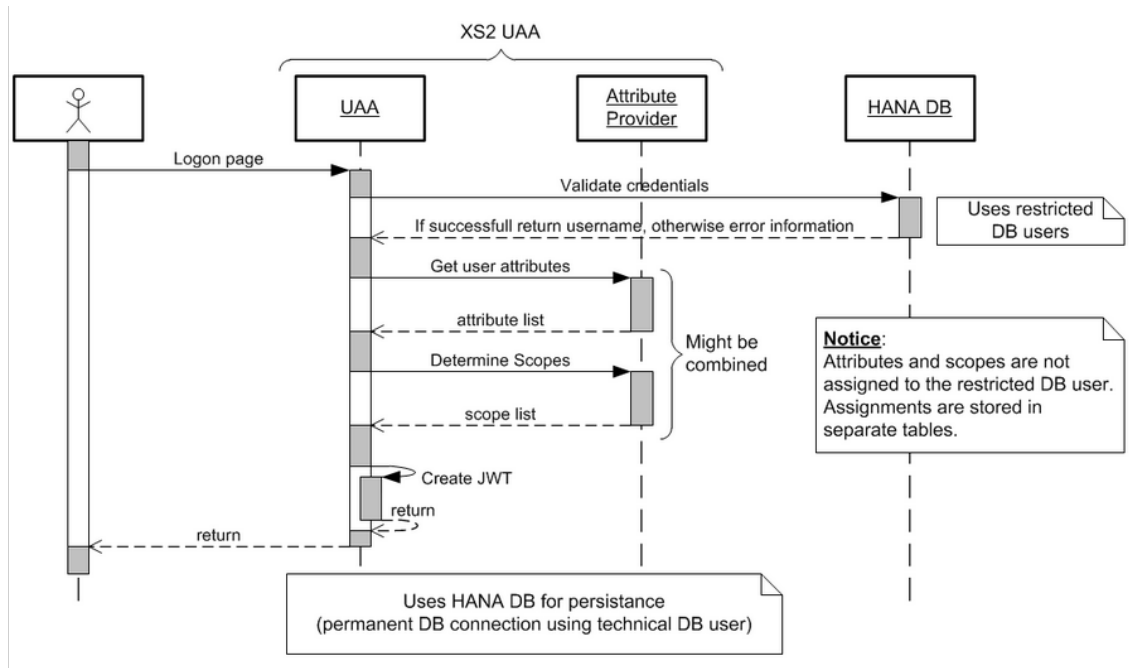 XS2 UAA
UAA
Attribute
Provider
HANA DB
Logon page
Validate credentials
Uses restricted
DB users
If successfull return username, otherwise error information
Get user attributes
attribute list
Might be
combined
Notice:
Attributes and scopes are not
assigned to the restricted DB user.
Assignments are stored in
separate tables.
Determine Scopes
scope list
Create JWT
return
return
Uses HANA DB for persistance
(permanent DB connection using technical DB user)